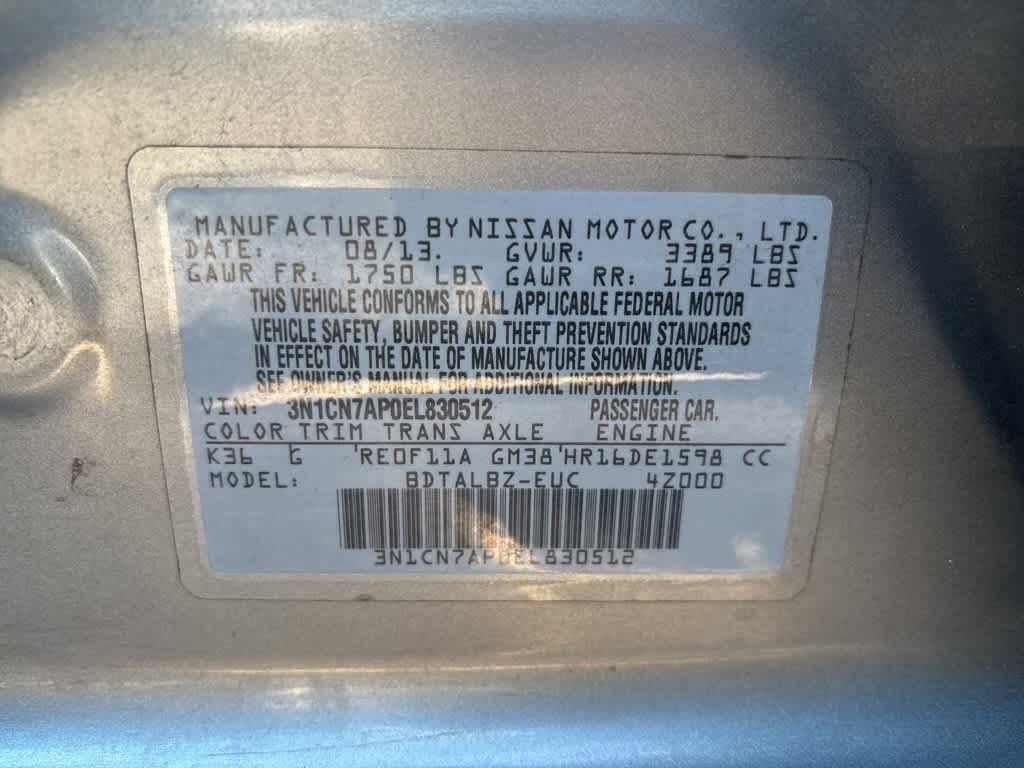 MANUFACTURED BY NISSAN MOTOR CO., LTD.
DATE: 08/13. GVWR: 3389 LBS
GAWR FR: 1750 LBS GAWR RR: 1687 LBS
THIS VEHICLE CONFORMS TO ALL APPLICABLE FEDERAL MOTOR
VEHICLE SAFETY, BUMPER AND THEFT PREVENTION STANDARDS
IN EFFECT ON THE DATE OF MANUFACTURE SHOWN ABOVE.
SEE OWNER'S MANUAL FOR ADDITIONAL INFORMATION.
VIN: 3N1CN7AP0EL830512 PASSENGER CAR.
COLOR TRIM TRANS AXLE ENGINE
K36 G 'RE0F11A GM38'HR16DE1598 CC
MODEL: BDTALBZ-EUC 4Z000
3N1CN7AP0EL830512